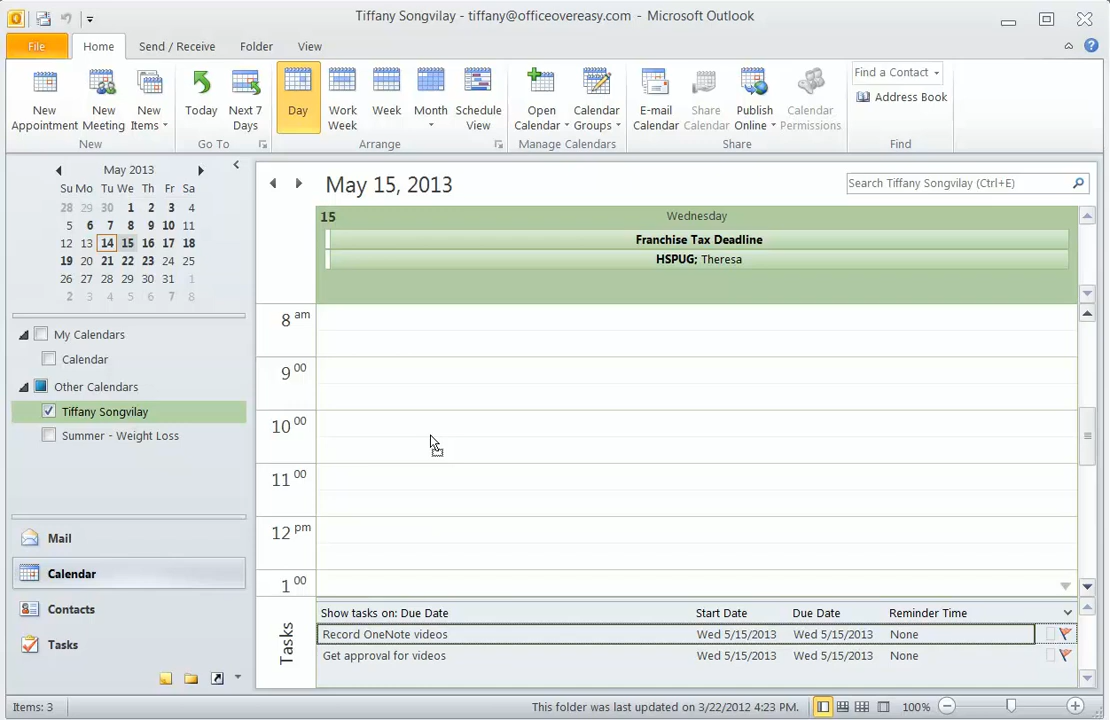 Tiffany Songvilay - tiffany@officeovereasy.com - Microsoft Outlook
File Home Send / Receive Folder View
New Appointment
New Meeting
New Items
Today
Next 7 Days
Day
Work Week
Week
Month
Schedule View
Open Calendar
Calendar Groups
E-mail Calendar
Share Calendar
Publish Online
Calendar Permissions
Find a Contact
Address Book
New Go To Arrange Manage Calendars Share Find
May 2013
Su Mo Tu We Th Fr Sa
28 29 30 1 2 3 4
5 6 7 8 9 10 11
12 13 14 15 16 17 18
19 20 21 22 23 24 25
26 27 28 29 30 31 1
2 3 4 5 6 7 8
My Calendars
Calendar
Other Calendars
Tiffany Songvilay
Summer - Weight Loss
Mail
Calendar
Contacts
Tasks
May 15, 2013
Search Tiffany Songvilay (Ctrl+E)
15 Wednesday
Franchise Tax Deadline
HSPUG; Theresa
8 am
9 00
10 00
11 00
12 pm
1 00
Tasks
Show tasks on: Due Date Start Date Due Date Reminder Time
Record OneNote videos Wed 5/15/2013 Wed 5/15/2013 None
Get approval for videos Wed 5/15/2013 Wed 5/15/2013 None
Items: 3 This folder was last updated on 3/22/2012 4:23 PM. 100%